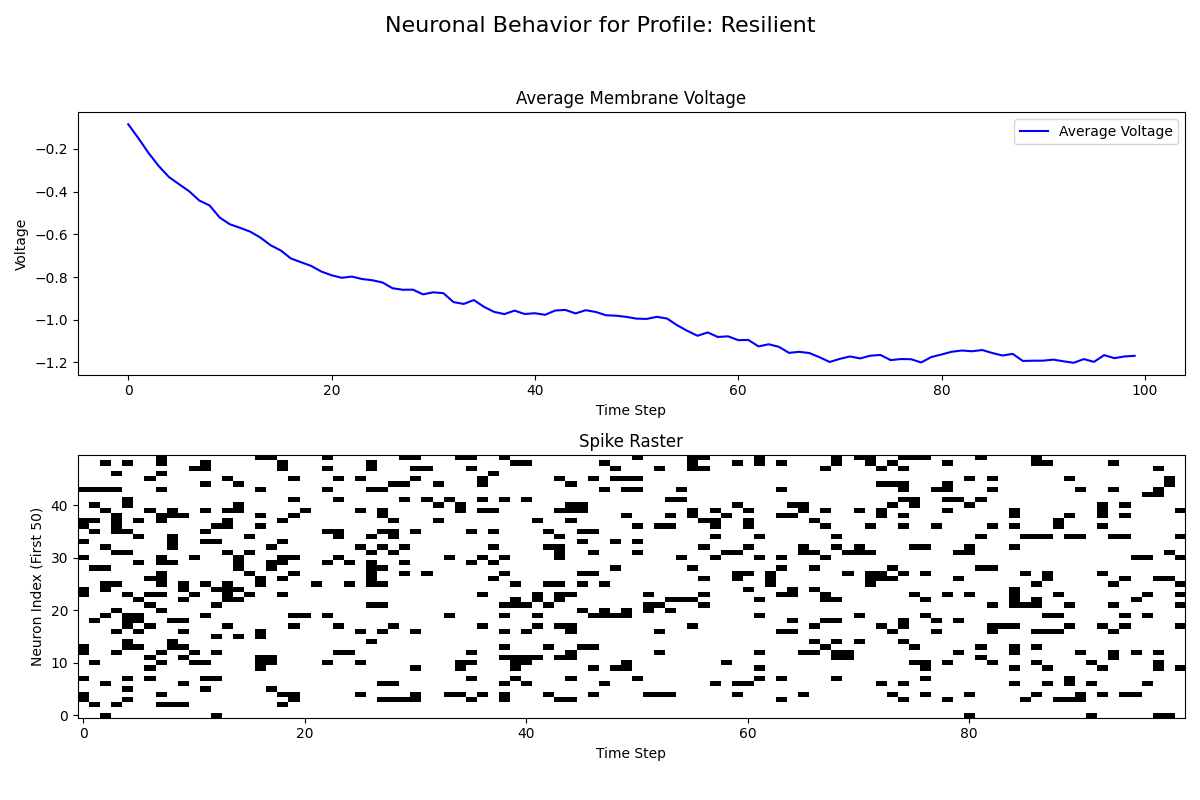 Neuronal Behavior for Profile: Resilient
Average Membrane Voltage
Average Voltage
Voltage
−0.2
−0.4
−0.6
−0.8
−1.0
−1.2
0 20 40 60 80 100
Time Step
Spike Raster
Neuron Index (First 50)
40
30
20
10
0
0 20 40 60 80
Time Step